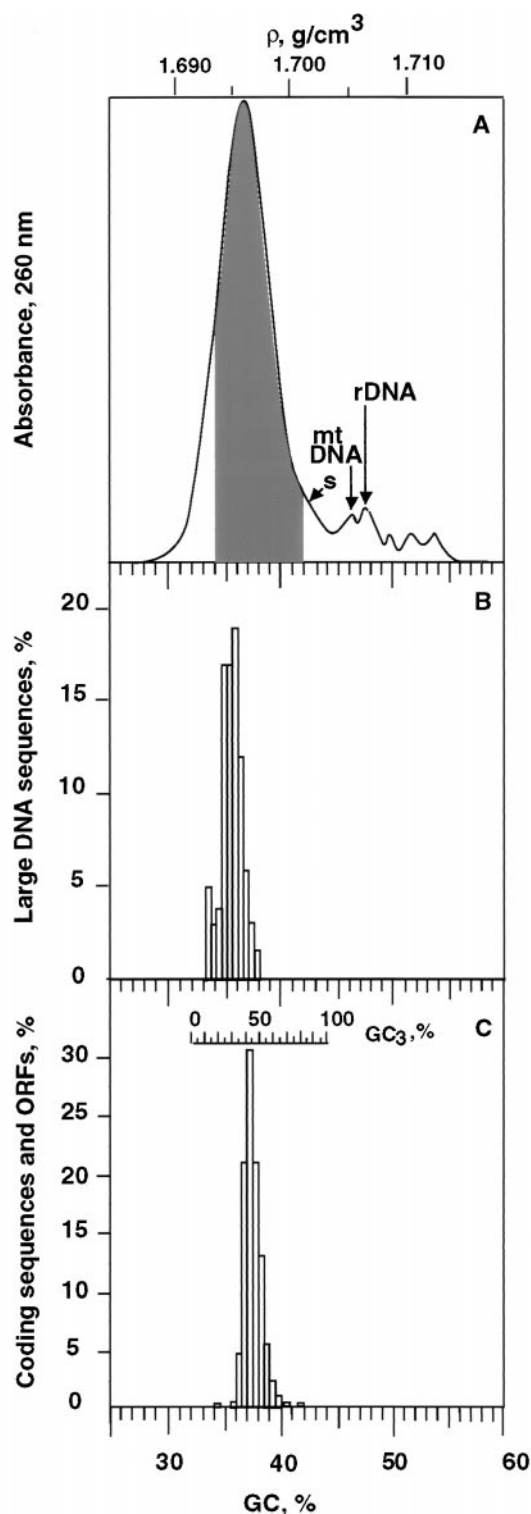 ρ, g/cm3
1.690 1.700 1.710
A
Absorbance, 260 nm
rDNA
mt
DNA
s
B
Large DNA sequences, %
20
15
10
5
0
C
0 50 100 GC3, %
Coding sequences and ORFs, %
30
25
20
15
10
5
0
30 40 50 60
GC, %